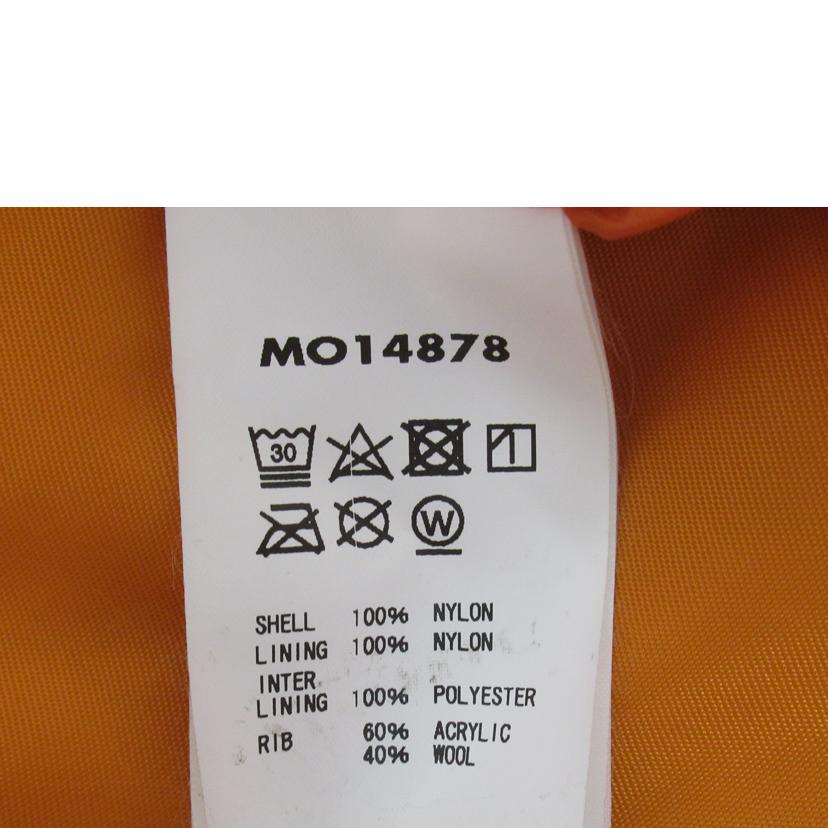 MO14878
30
W
SHELL 100% NYLON
LINING 100% NYLON
INTER
LINING 100% POLYESTER
RIB 60% ACRYLIC
40% WOOL